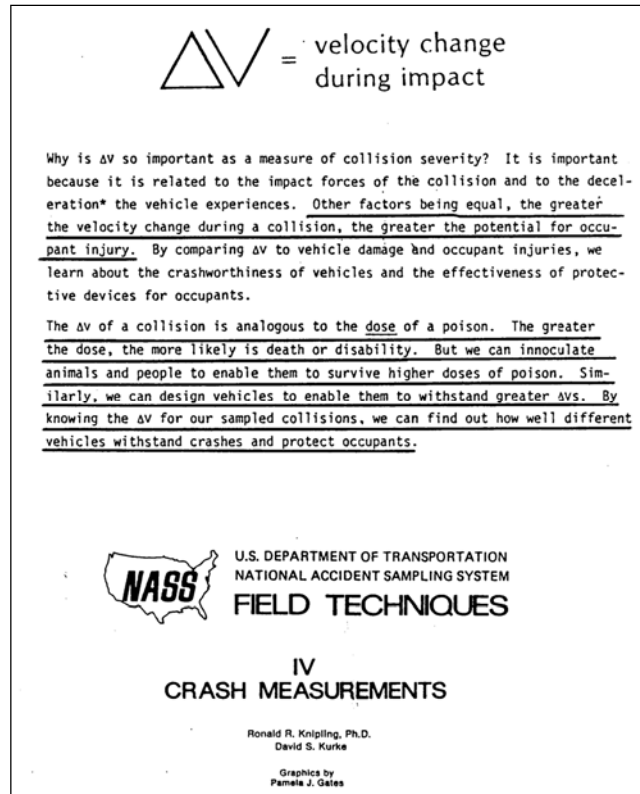 ΔV = velocity change
during impact
Why is ΔV so important as a measure of collision severity? It is important
because it is related to the impact forces of the collision and to the decel-
eration* the vehicle experiences. Other factors being equal, the greater
the velocity change during a collision, the greater the potential for occu-
pant injury. By comparing ΔV to vehicle damage and occupant injuries, we
learn about the crashworthiness of vehicles and the effectiveness of protec-
tive devices for occupants.
The ΔV of a collision is analogous to the dose of a poison. The greater
the dose, the more likely is death or disability. But we can innoculate
animals and people to enable them to survive higher doses of poison. Sim-
ilarly, we can design vehicles to enable them to withstand greater ΔVs. By
knowing the ΔV for our sampled collisions, we can find out how well different
vehicles withstand crashes and protect occupants.
NASS
U.S. DEPARTMENT OF TRANSPORTATION
NATIONAL ACCIDENT SAMPLING SYSTEM
FIELD TECHNIQUES
IV
CRASH MEASUREMENTS
Ronald R. Knipling, Ph.D.
David S. Kurke
Graphics by
Pamela J. Gates